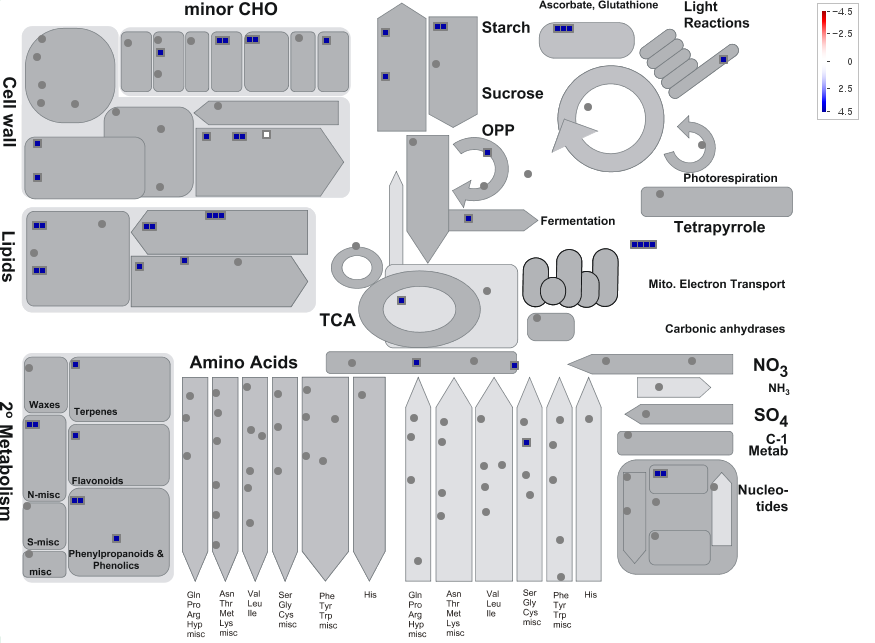 minor CHO
Cell wall
Lipids
Starch
Sucrose
OPP
Ascorbate, Glutathione
Light
Reactions
-4.5
-2.5
0
2.5
4.5
Photorespiration
Tetrapyrrole
Fermentation
Mito. Electron Transport
TCA
Carbonic anhydrases
Amino Acids
NO3
NH3
SO4
C-1
Metab
Nucleo-
tides
2º Metabolism
Waxes
Terpenes
Flavonoids
N-misc
S-misc
misc
Phenylpropanoids &
Phenolics
Gln
Pro
Arg
Hyp
misc
Asn
Thr
Met
Lys
misc
Val
Leu
Ile
Ser
Gly
Cys
misc
Phe
Tyr
Trp
misc
His
Gln
Pro
Arg
Hyp
misc
Asn
Thr
Met
Lys
misc
Val
Leu
Ile
Ser
Gly
Cys
misc
Phe
Tyr
Trp
misc
His